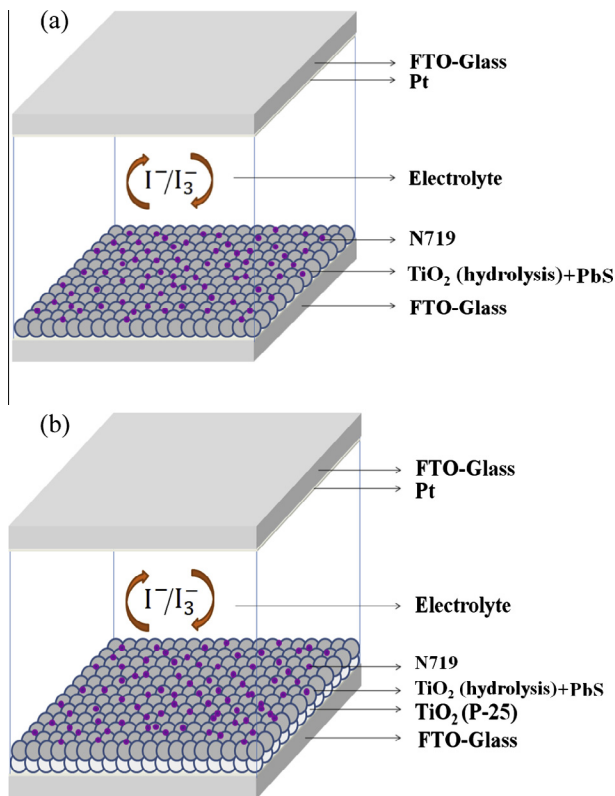 (a)
FTO-Glass
Pt
I⁻/I₃⁻
Electrolyte
N719
TiO₂ (hydrolysis)+PbS
FTO-Glass
(b)
FTO-Glass
Pt
I⁻/I₃⁻
Electrolyte
N719
TiO₂ (hydrolysis)+PbS
TiO₂ (P-25)
FTO-Glass